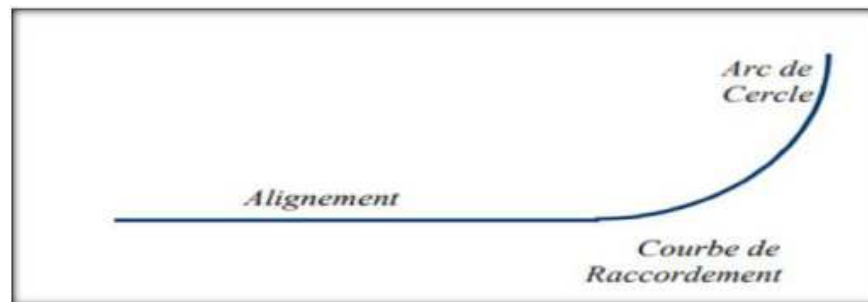 Arc de
Cercle
Alignement
Courbe de
Raccordement